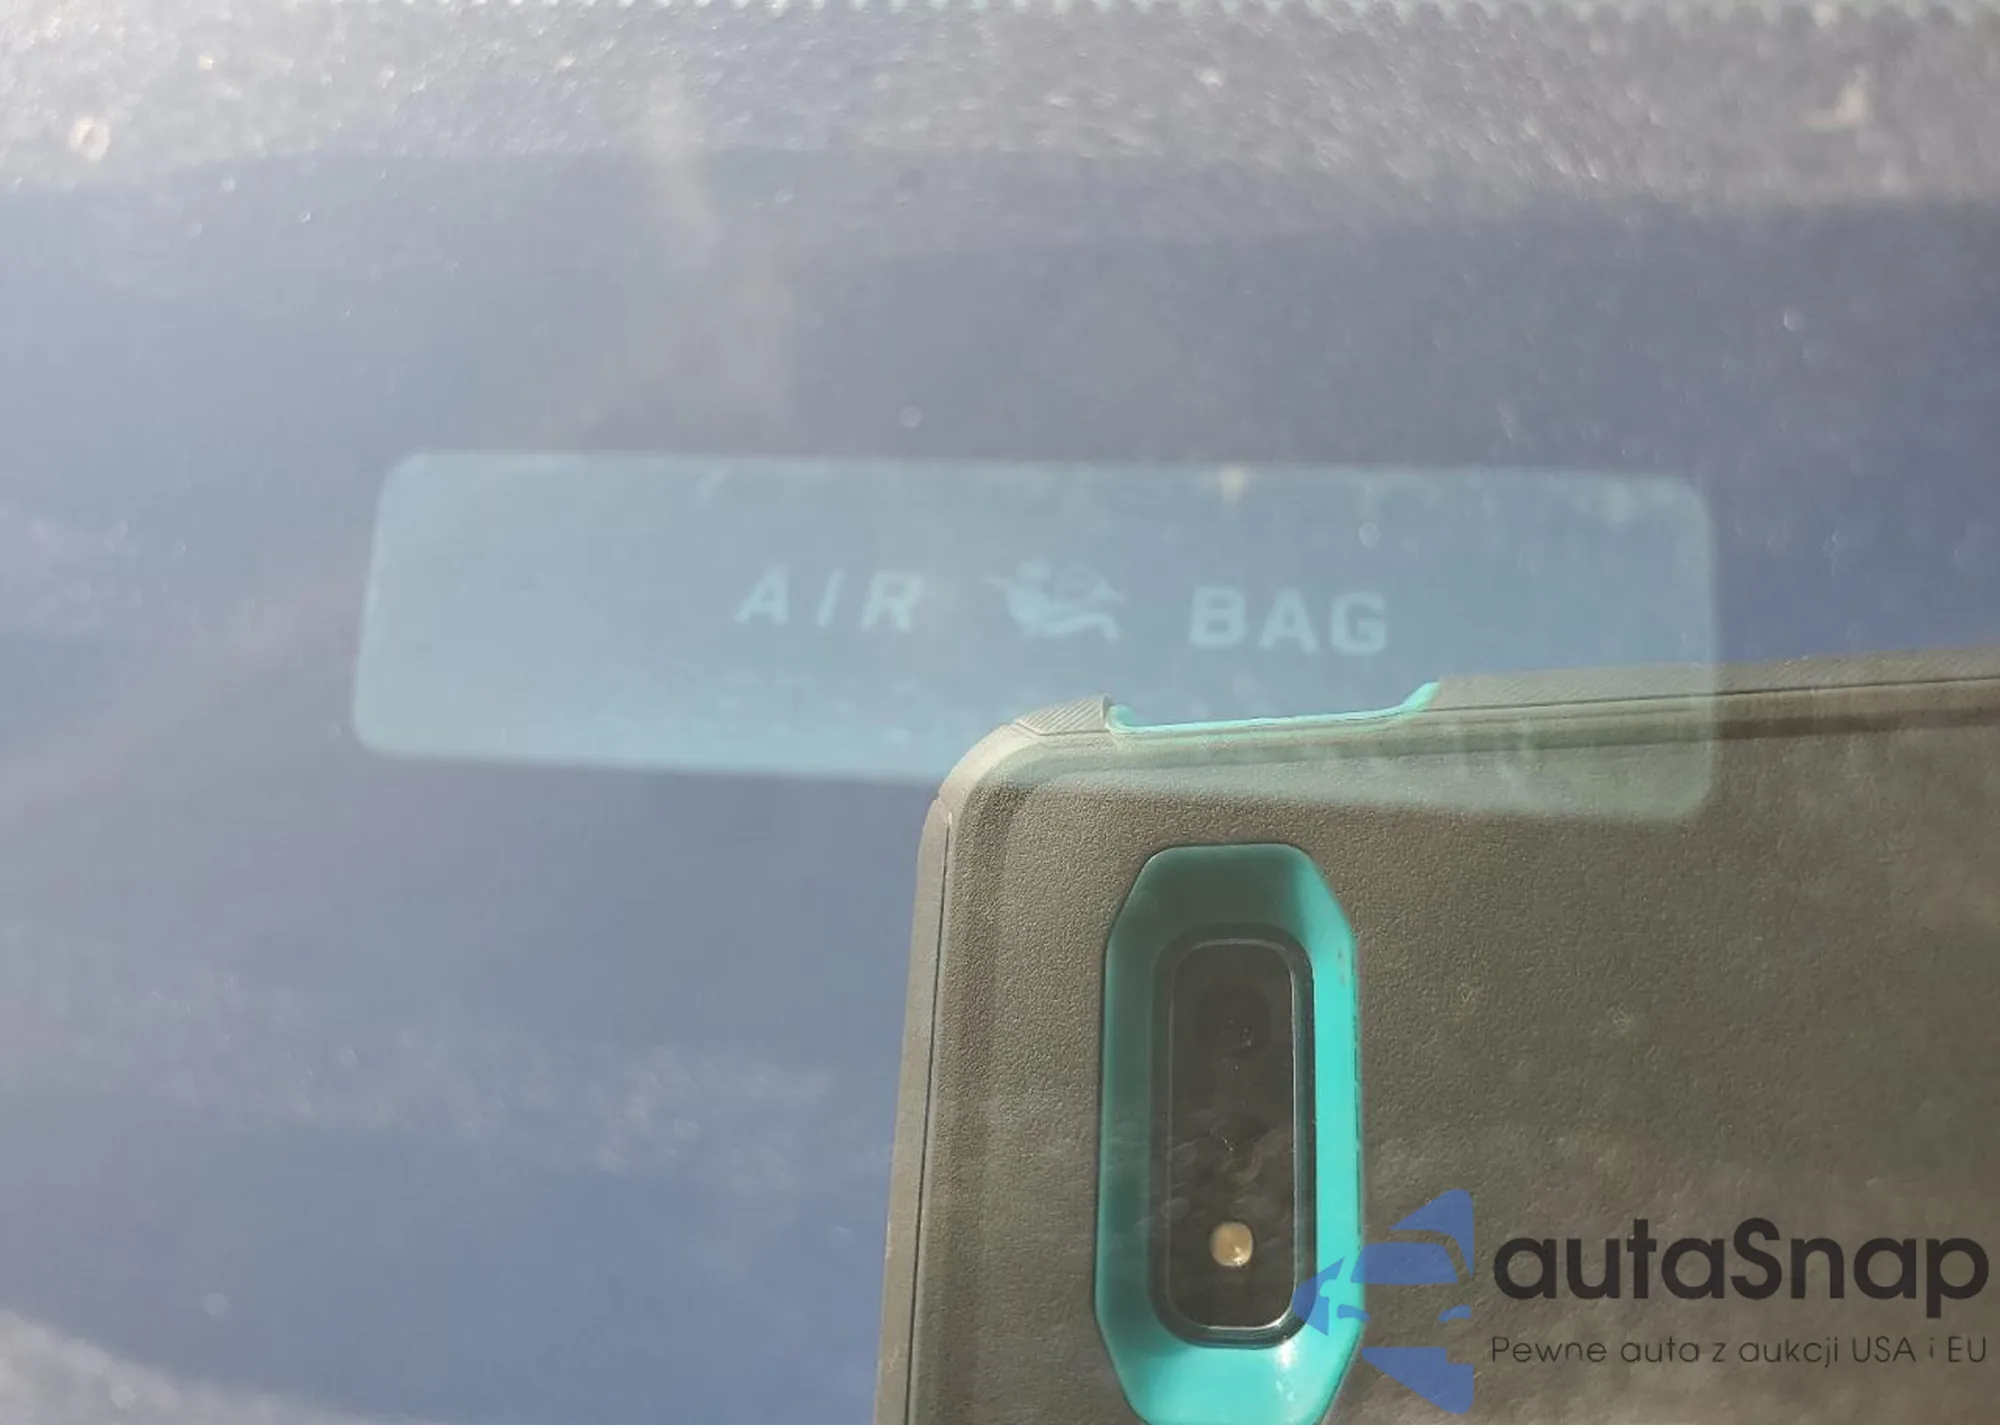 AIR BAG
autaSnap
Pewne auta z aukcji USA i EU